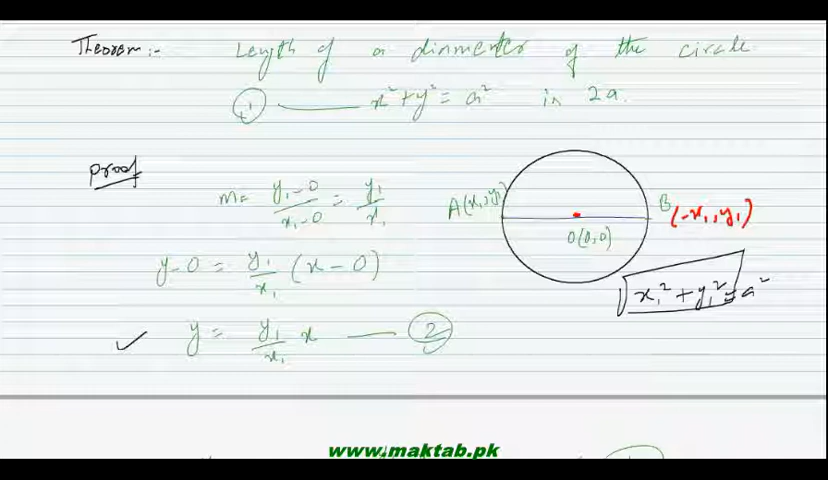 Theorem:-  Length of a diameter of the circle
① ——— x² + y² = a² is 2a.
Proof
m = (y₁-0)/(x₁-0) = y₁/x₁
A(x₁,y₁)  B (-x₁,y₁)
O(0,0)
y-0 = y₁/x₁ (x-0)
x₁² + y₁² = a²
y = y₁/x₁ x —— ②
www.maktab.pk